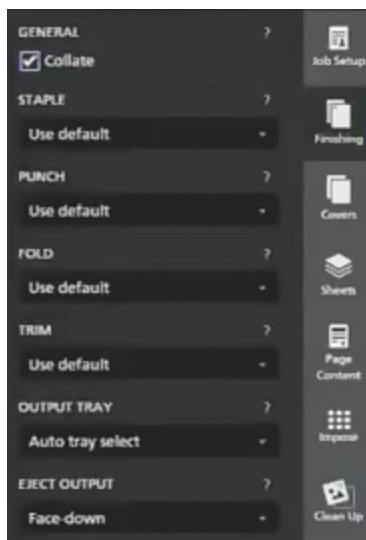 GENERAL ?
Collate
STAPLE ?
Use default
PUNCH ?
Use default
FOLD ?
Use default
TRIM ?
Use default
OUTPUT TRAY ?
Auto tray select
EJECT OUTPUT ?
Face-down
Job Setup
Finishing
Covers
Sheets
Page
Content
Impose
Clean Up